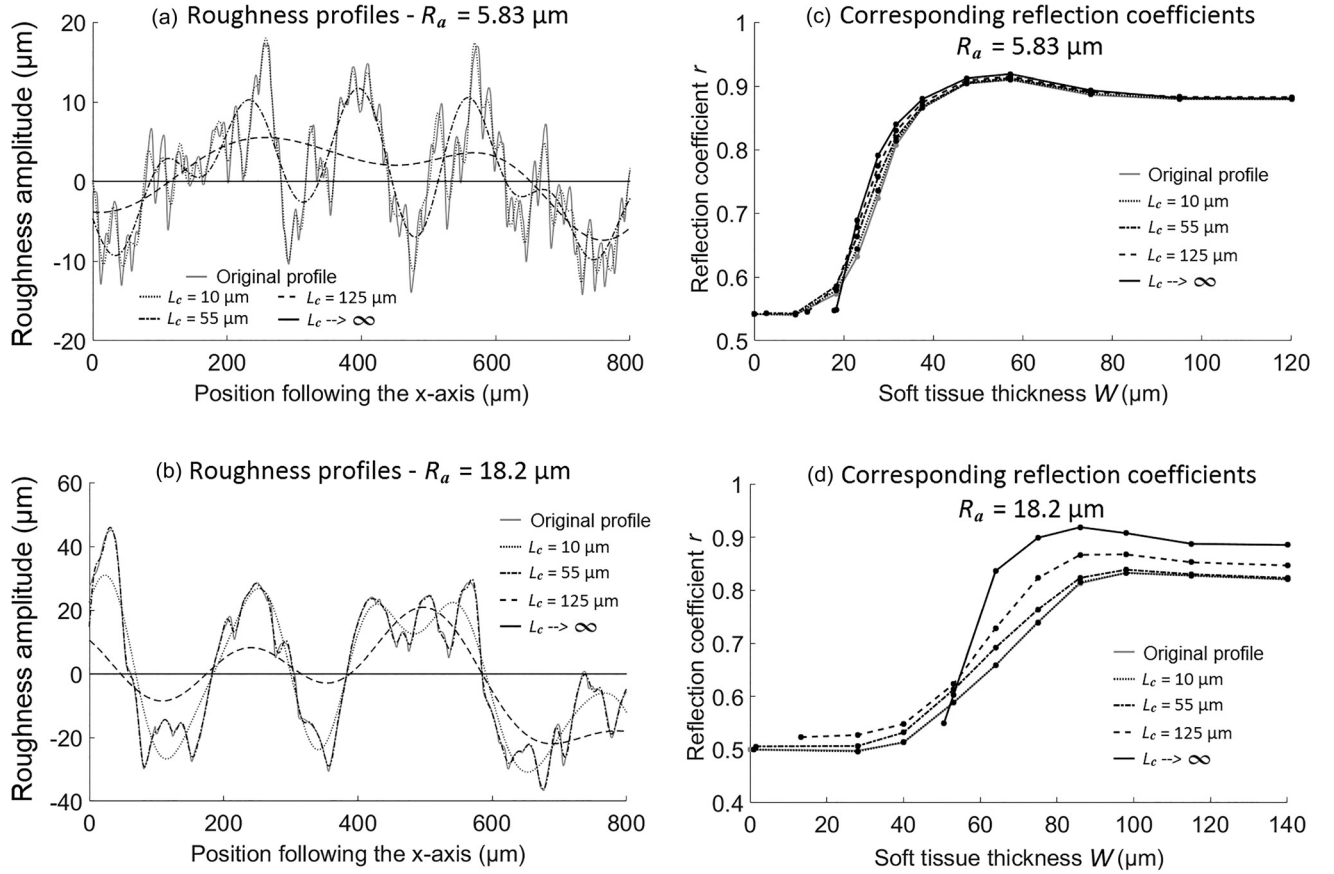 (a) Roughness profiles - Ra = 5.83 µm
Roughness amplitude (µm)
20
10
0
-10
-20
Original profile
Lc = 10 µm
Lc = 125 µm
Lc = 55 µm
Lc --> ∞
0
200
400
600
800
Position following the x-axis (µm)
(c) Corresponding reflection coefficients
Ra = 5.83 µm
Reflection coefficient r
1
0.9
0.8
0.7
0.6
0.5
Original profile
Lc = 10 µm
Lc = 55 µm
Lc = 125 µm
Lc --> ∞
0
20
40
60
80
100
120
Soft tissue thickness W (µm)
(b) Roughness profiles - Ra = 18.2 µm
Roughness amplitude (µm)
60
40
20
0
-20
-40
Original profile
Lc = 10 µm
Lc = 55 µm
Lc = 125 µm
Lc --> ∞
0
200
400
600
800
Position following the x-axis (µm)
(d) Corresponding reflection coefficients
Ra = 18.2 µm
Reflection coefficient r
1
0.9
0.8
0.7
0.6
0.5
0.4
Original profile
Lc = 10 µm
Lc = 55 µm
Lc = 125 µm
Lc --> ∞
0
20
40
60
80
100
120
140
Soft tissue thickness W (µm)